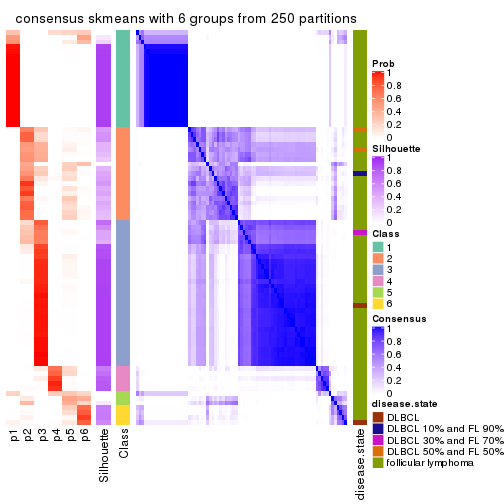 consensus skmeans with 6 groups from 250 partitions
Prob
1
0.8
0.6
0.4
0.2
0
Silhouette
1
0.8
0.6
0.4
0.2
0
Class
1
2
3
4
5
6
Consensus
1
0.8
0.6
0.4
0.2
0
disease.state
DLBCL
DLBCL 10% and FL 90%
DLBCL 30% and FL 70%
DLBCL 50% and FL 50%
follicular lymphoma
p1
p2
p3
p4
p5
p6
Silhouette
Class
disease.state